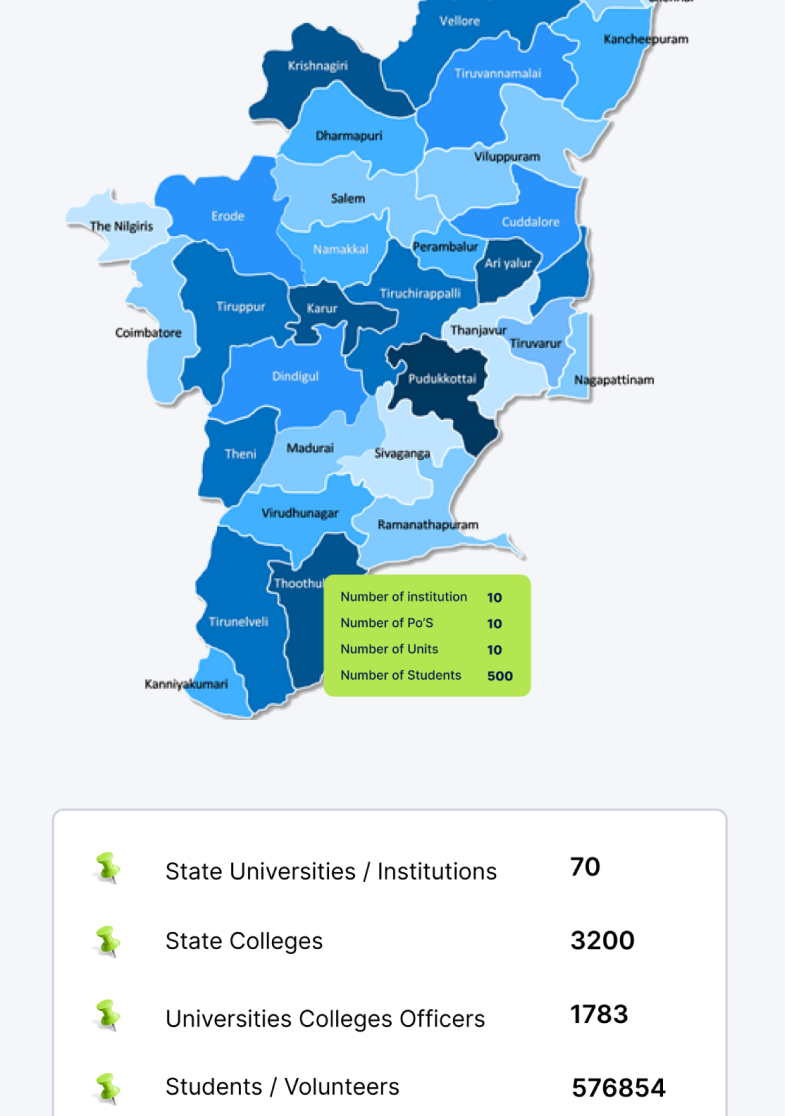 Vellore
Kancheepuram
Krishnagiri
Tiruvannamalai
Dharmapuri
Viluppuram
Salem
The Nilgiris
Erode
Cuddalore
Namakkal
Perambalur
Ari yalur
Tiruchirappalli
Tiruppur
Karur
Coimbatore
Thanjavur
Tiruvarur
Dindigul
Pudukkottai
Nagapattinam
Madurai
Theni
Sivaganga
Virudhunagar
Ramanathapuram
Thoothu
Number of institution 10
Number of Po'S 10
Number of Units 10
Number of Students 500
Tirunelveli
Kanniyakumari
State Universities / Institutions 70
State Colleges 3200
Universities Colleges Officers 1783
Students / Volunteers 576854